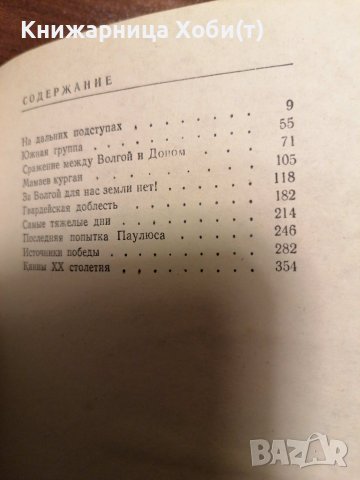 Книжарница Хоби(т)
СОДЕРЖАНИЕ
На дальних подступах . . . . . . . 9
Южная группа . . . . . . . . 55
Сражение между Волгой и Доном . . . . 71
Мамаев курган . . . . . . . . 105
За Волгой для нас земли нет! . . . . . 118
Гвардейская доблесть . . . . . . . 182
Самые тяжелые дни . . . . . . . 214
Последняя попытка Паулюса . . . . . 246
Источники победы . . . . . . . 282
Канны XX столетия . . . . . . . 354
BAZAR
bg